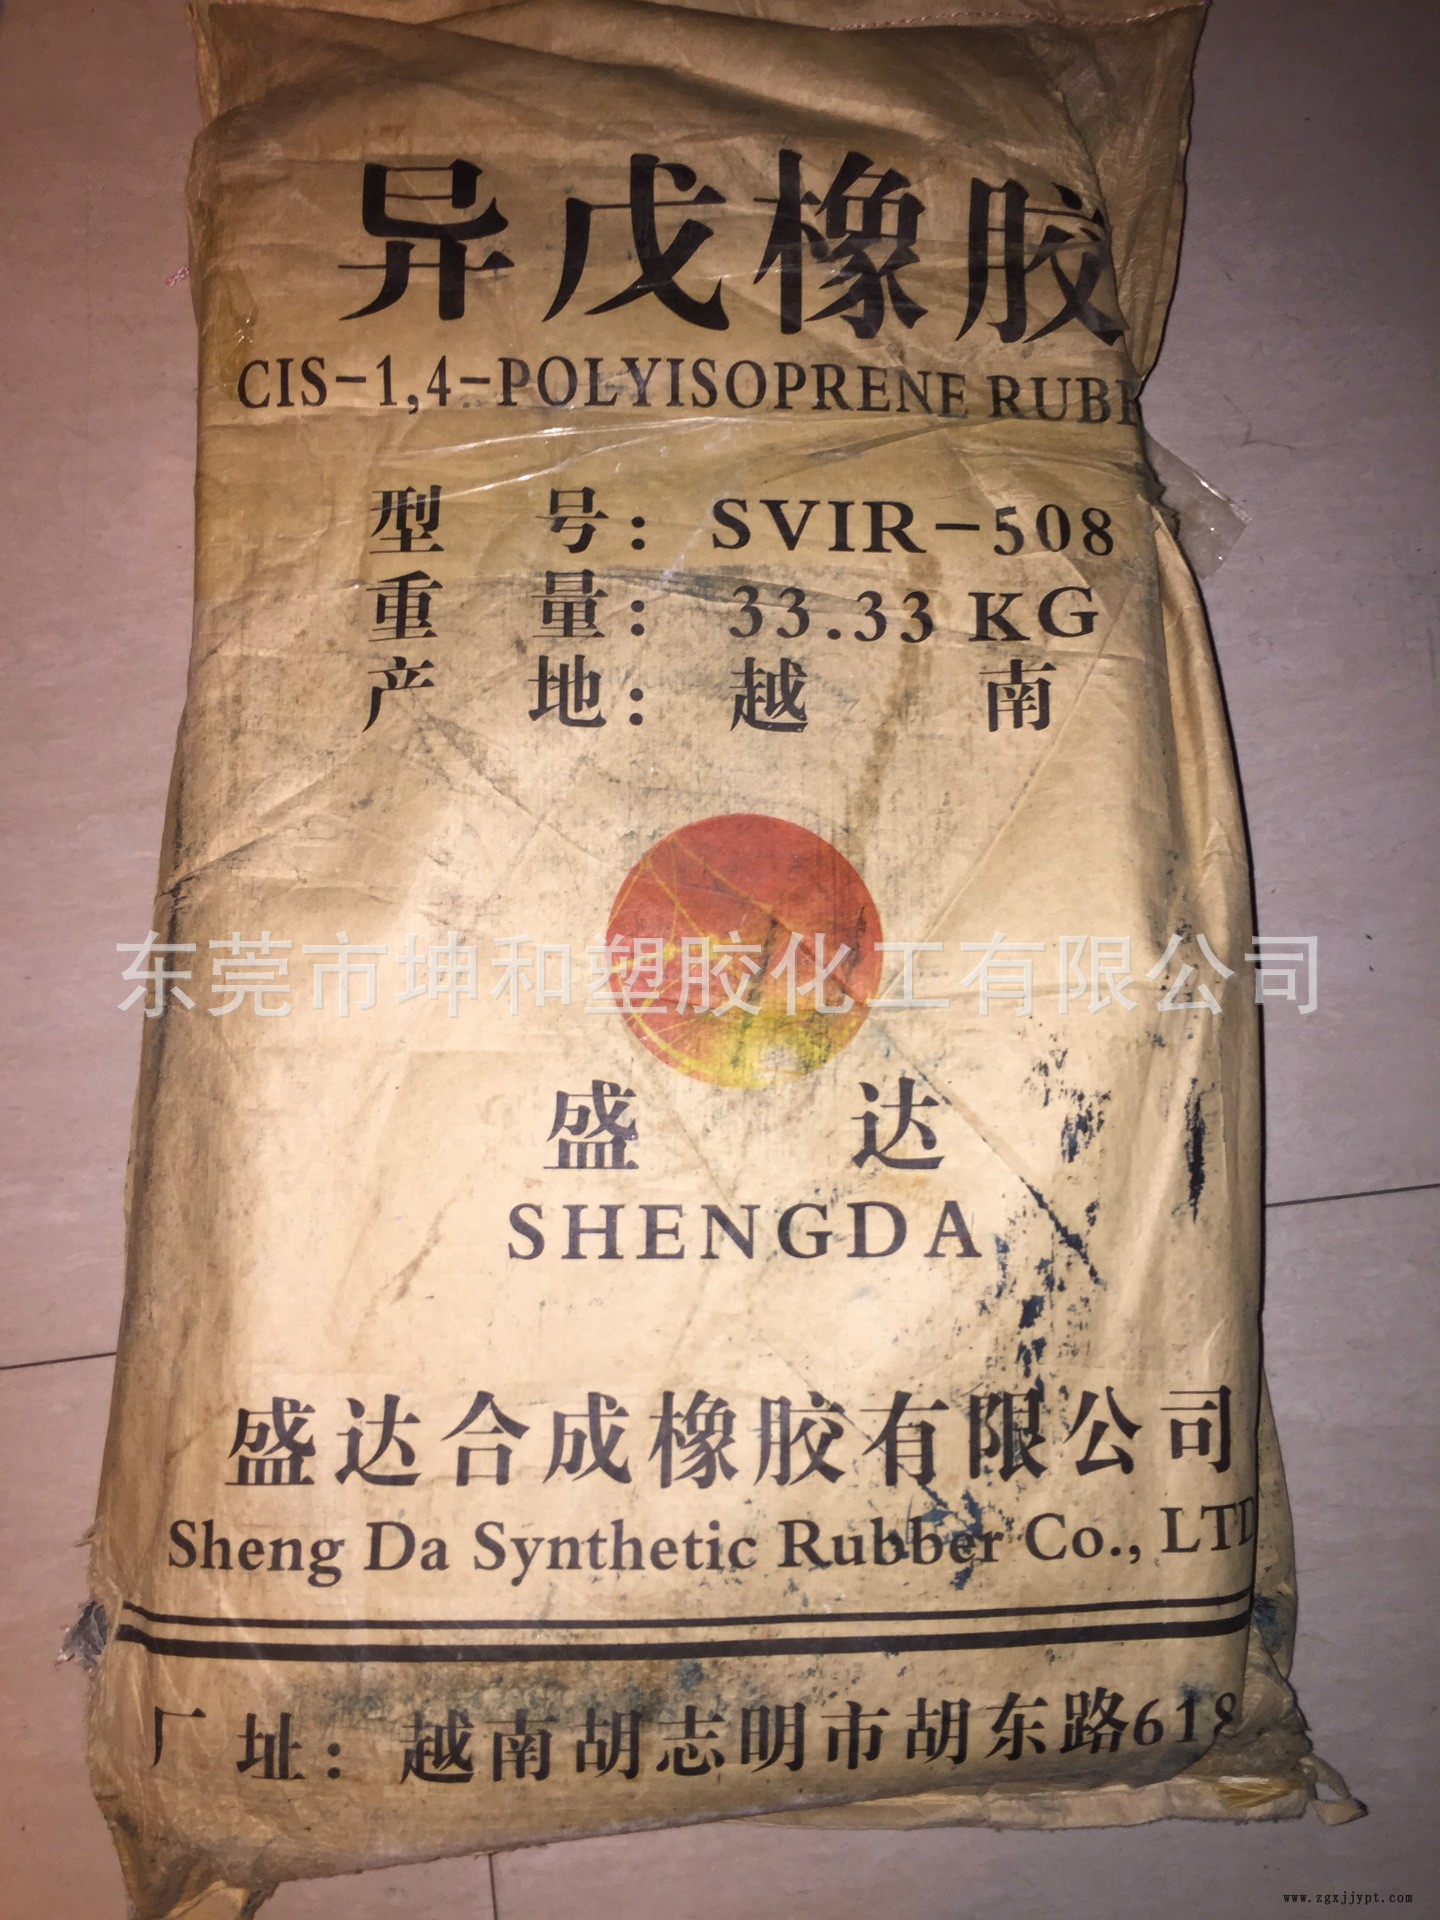 异戊橡胶
CIS-1,4-POLYISOPRENE RUBB
型 号: SVIR-508
重 量: 33.33 KG
产 地: 越 南
东莞市坤和塑胶化工有限公司
盛 达
SHENGDA
盛达合成橡胶有限公司
Sheng Da Synthetic Rubber Co., LTD
厂 址: 越南胡志明市胡东路618
www.zgxjjypt.com